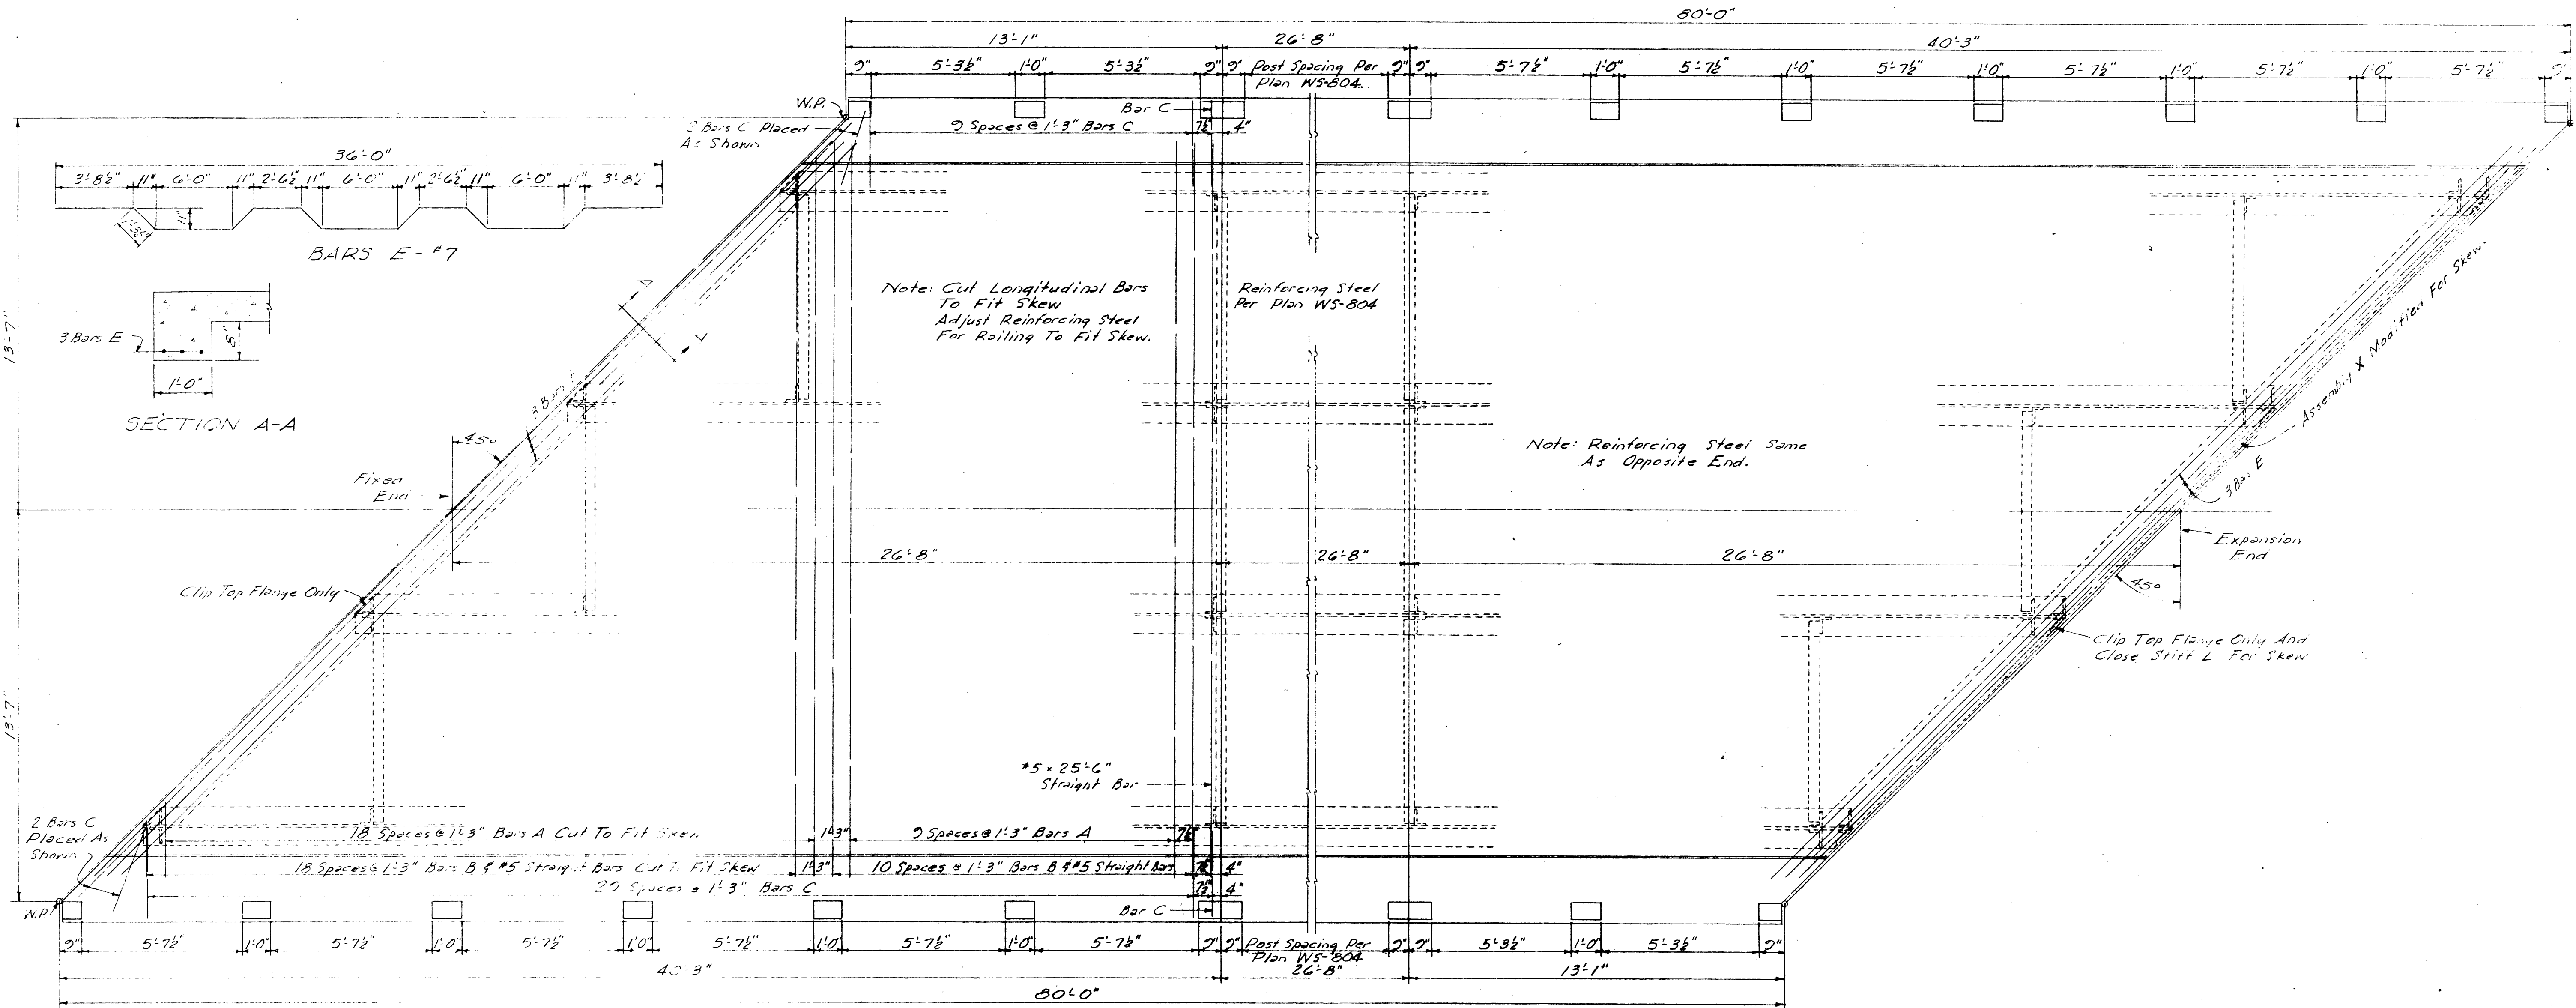 80'-0"
13'-1"
26'-8"
40'-3"
9" 5'-3½" 1'-0" 5'-3½" 9" 9" Post Spacing Per 9" 9" 5'-7½" 1'-0" 5'-7½" 1'-0" 5'-7½" 1'-0" 5'-7½" 1'-0" 5'-7½" 1'-0" 5'-7½" 9"
Plan WS-804.
W.P.
Bar C
2 Bars C Placed
As Shown
9 Spaces @ 1'-3" Bars C
7½" 4"
36'-0"
3'-8½" 11" 6'-0" 11" 2'-6½" 11" 6'-0" 11" 2'-6½" 11" 6'-0" 11" 3'-8½"
11"
1'-3½"
BARS E - #7
13'-7"
3 Bars E
8"
1'-0"
SECTION A-A
A
A
Note: Cut Longitudinal Bars
To Fit Skew
Adjust Reinforcing Steel
For Railing To Fit Skew.
Reinforcing Steel
Per Plan WS-804
Assembly X Modified For Skew.
3 Bars
45°
Fixed
End
Note: Reinforcing Steel Same
As Opposite End.
3 Bars E
Expansion
End
45°
26'-8"
26'-8"
26'-8"
Clip Top Flange Only
Clip Top Flange Only And
Close Stiff L For Skew
13'-7"
#5 x 25'-6"
Straight Bar
2 Bars C
Placed As
Shown
18 Spaces @ 1'-3" Bars A Cut To Fit Skew
1'-3"
9 Spaces @ 1'-3" Bars A
7½"
18 Spaces @ 1'-3" Bars B & #5 Straight Bars Cut To Fit Skew
1'-3"
10 Spaces @ 1'-3" Bars B & #5 Straight Bars
7½" 4"
29 Spaces @ 1'-3" Bars C
7½" 4"
W.P.
Bar C
9" 5'-7½" 1'-0" 5'-7½" 1'-0" 5'-7½" 1'-0" 5'-7½" 1'-0" 5'-7½" 1'-0" 5'-7½" 9" 9" Post Spacing Per 9" 9" 5'-3½" 1'-0" 5'-3½" 9"
Plan WS-804
40'-3"
26'-8"
13'-1"
80'-0"